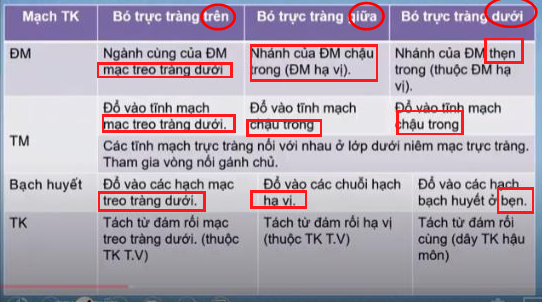 Mạch TK
Bó trực tràng trên
Bó trực tràng giữa
Bó trực tràng dưới
ĐM
Ngành cùng của ĐM
mạc treo tràng dưới
Nhánh của ĐM chậu
trong (ĐM hạ vị).
Nhánh của ĐM thẹn
trong (thuộc ĐM hạ
vị).
TM
Đổ vào tĩnh mạch
mạc treo tràng dưới.
Đổ vào tĩnh mạch
chậu trong
Đổ vào tĩnh mạch
chậu trong
Các tĩnh mạch trực tràng nối với nhau ở lớp dưới niêm mạc trực tràng.
Tham gia vòng nối gánh chủ.
Bạch huyết
Đổ vào các hạch mạc
treo tràng dưới.
Đổ vào các chuỗi hạch
hạ vị.
Đổ vào các hạch
bạch huyết ở bẹn.
TK
Tách từ đám rối mạc
treo tràng dưới. (thuộc
TK T.V)
Tách từ đám rối hạ vị
(thuộc TK T.V)
Tách từ đám rối
cùng (dây TK hậu
môn)